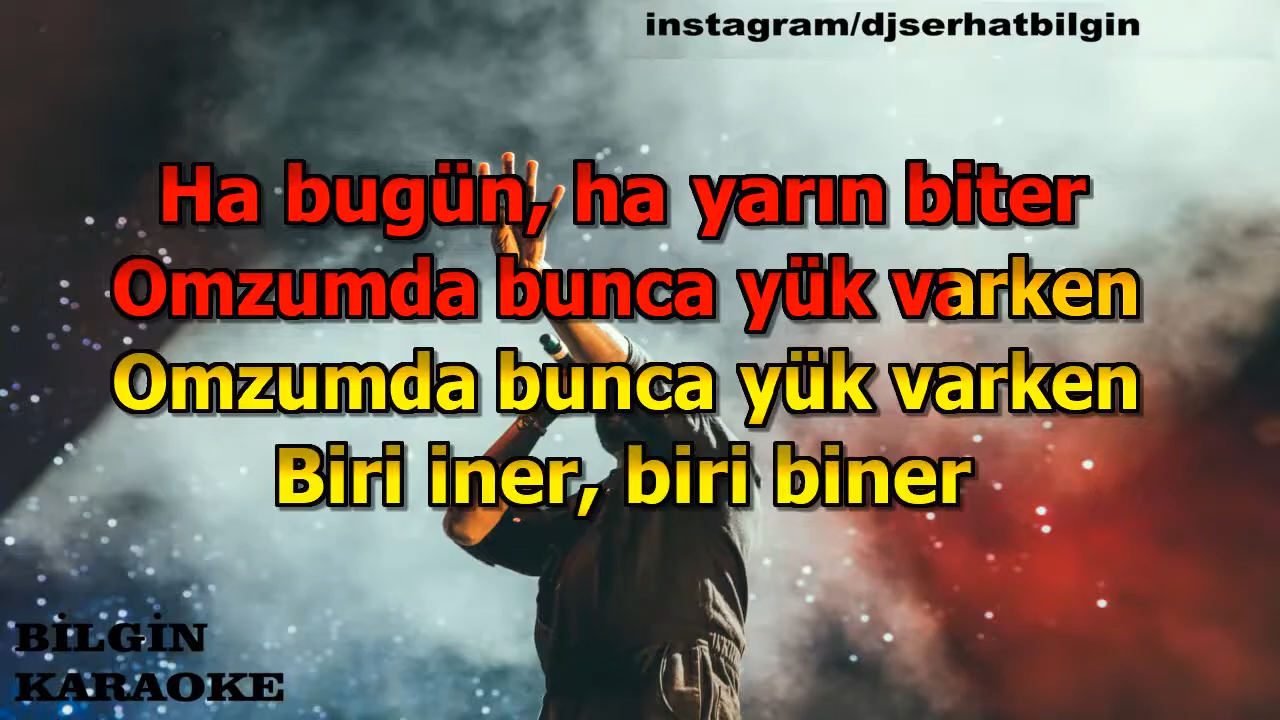 instagram/djserhatbilgin
Ha bugün, ha yarın biter
Omzumda bunca yük varken
Omzumda bunca yük varken
Biri iner, biri biner
BİLGİN
KARAOKE